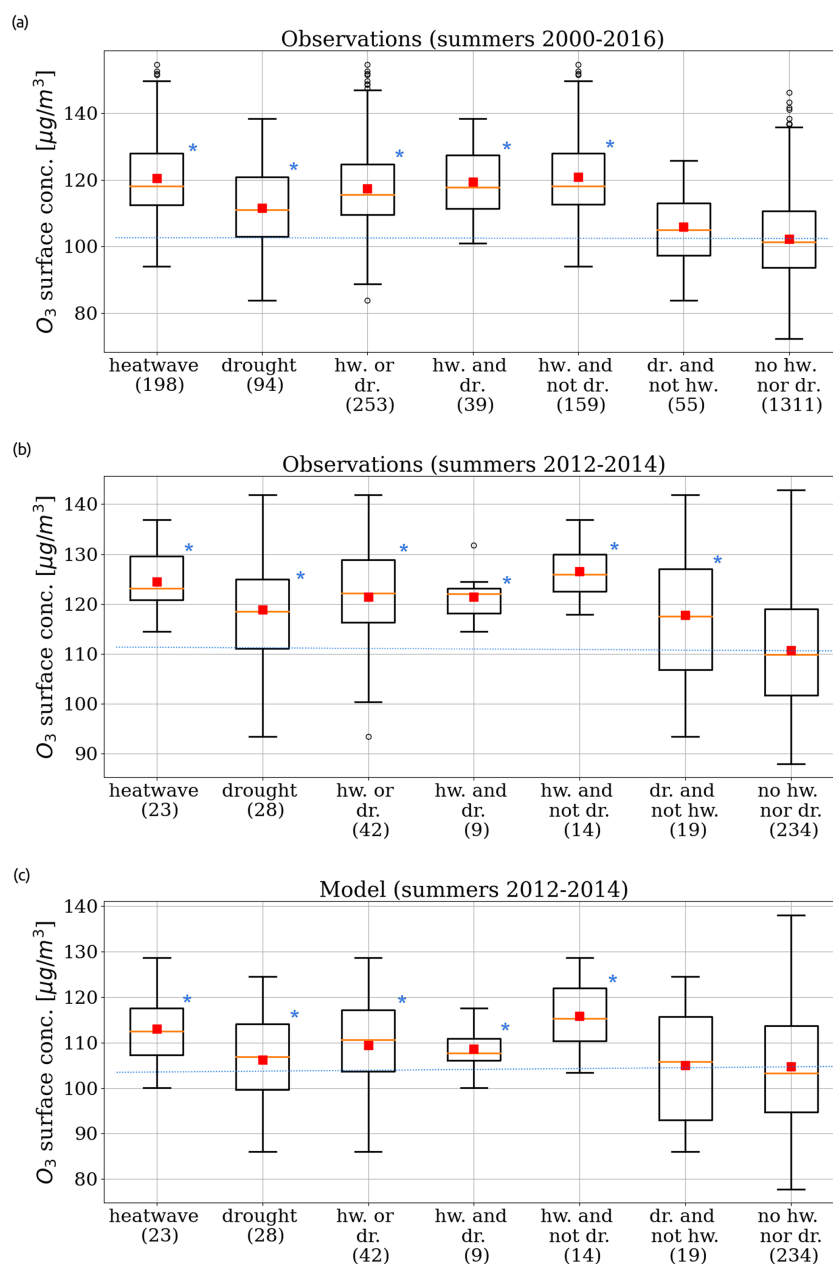 (a)
Observations (summers 2000-2016)
O3 surface conc. [μg/m³]
140
120
100
80
*
*
*
*
*
heatwave
(198)
drought
(94)
hw. or
dr.
(253)
hw. and
dr.
(39)
hw. and
not dr.
(159)
dr. and
not hw.
(55)
no hw.
nor dr.
(1311)
(b)
Observations (summers 2012-2014)
O3 surface conc. [μg/m³]
140
130
120
110
100
90
*
*
*
*
*
*
heatwave
(23)
drought
(28)
hw. or
dr.
(42)
hw. and
dr.
(9)
hw. and
not dr.
(14)
dr. and
not hw.
(19)
no hw.
nor dr.
(234)
(c)
Model (summers 2012-2014)
O3 surface conc. [μg/m³]
140
130
120
110
100
90
80
*
*
*
*
*
heatwave
(23)
drought
(28)
hw. or
dr.
(42)
hw. and
dr.
(9)
hw. and
not dr.
(14)
dr. and
not hw.
(19)
no hw.
nor dr.
(234)